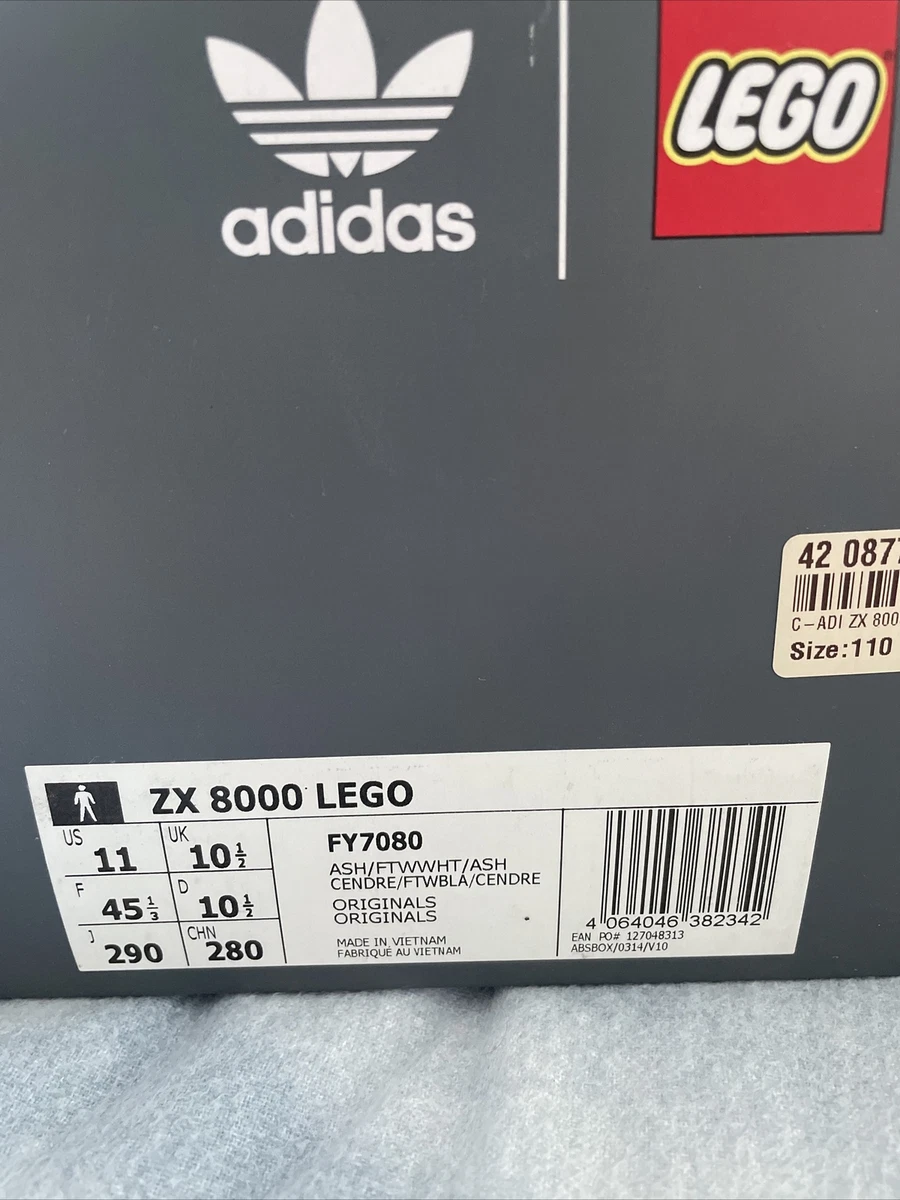 adidas
LEGO
42 0877
C-ADI ZX 800
Size:110
ZX 8000 LEGO
US 11 UK 10 1/2
F 45 1/3 D 10 1/2
J 290 CHN 280
FY7080
ASH/FTWWHT/ASH
CENDRE/FTWBLA/CENDRE
ORIGINALS
ORIGINALS
MADE IN VIETNAM
FABRIQUÉ AU VIETNAM
4 064046 382342
EAN PO# 127048313
ABSBOX/0314/V10